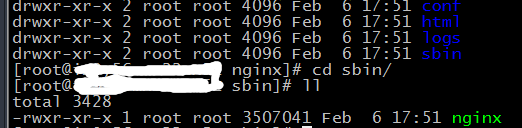 drwxr-xr-x 2 root root 4096 Feb 6 17:51 conf
drwxr-xr-x 2 root root 4096 Feb 6 17:51 html
drwxr-xr-x 2 root root 4096 Feb 6 17:51 logs
drwxr-xr-x 2 root root 4096 Feb 6 17:51 sbin
[root@ nginx]# cd sbin/
[root@ sbin]# ll
total 3428
-rwxr-xr-x 1 root root 3507041 Feb 6 17:51 nginx